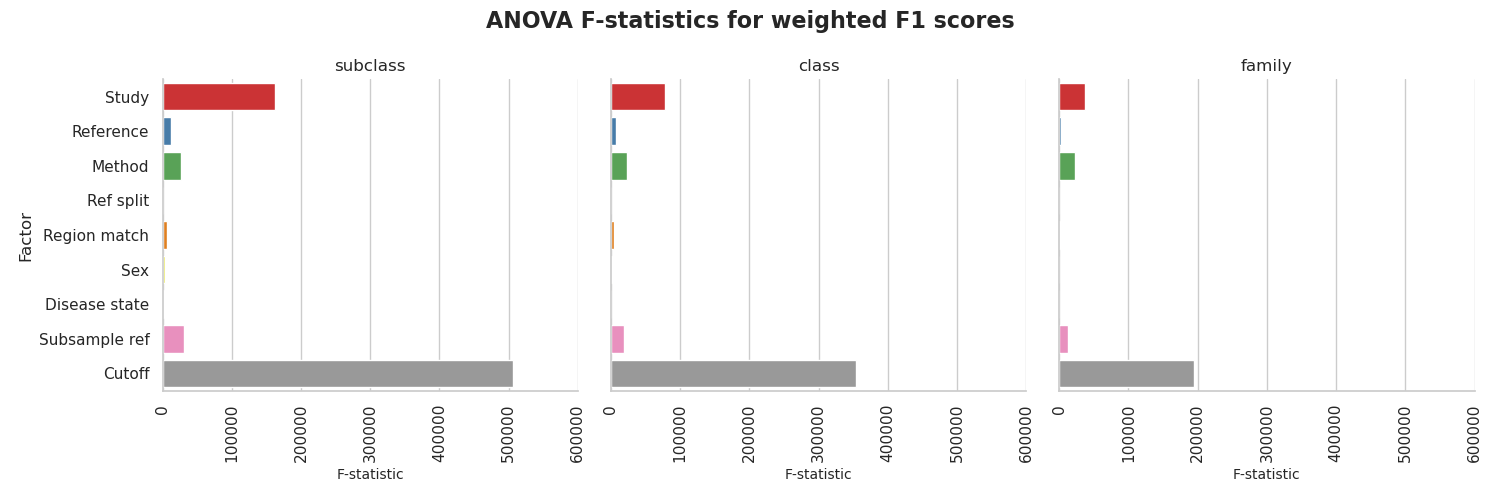 ANOVA F-statistics for weighted F1 scores
subclass
class
family
Factor
Study
Reference
Method
Ref split
Region match
Sex
Disease state
Subsample ref
Cutoff
0
100000
200000
300000
400000
500000
600000
0
100000
200000
300000
400000
500000
600000
0
100000
200000
300000
400000
500000
600000
F-statistic
F-statistic
F-statistic